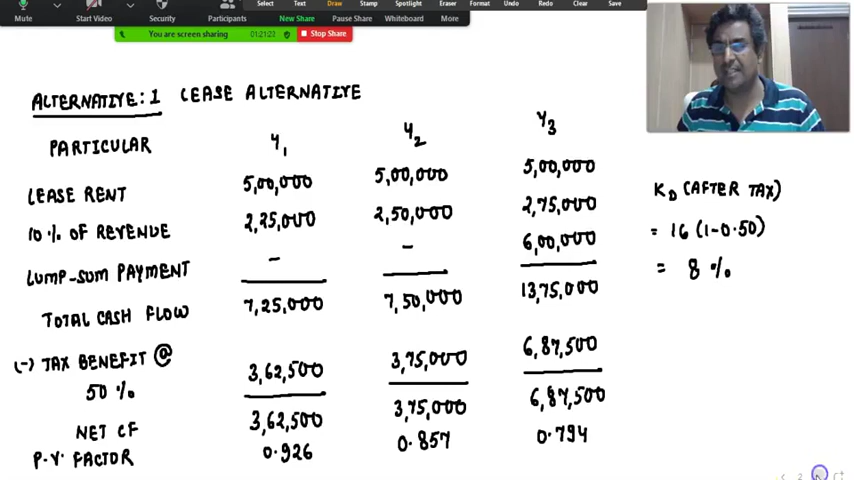 Select Text Draw Stamp Spotlight Eraser Format Undo Redo Clear Save
Mute Start Video Security Participants New Share Pause Share Whiteboard More
You are screen sharing 01:21:23 Stop Share
ALTERNATIVE: 1 LEASE ALTERNATIVE
PARTICULAR Y1 Y2 Y3
LEASE RENT 5,00,000 5,00,000 5,00,000
10% OF REVENUE 2,25,000 2,50,000 2,75,000
LUMP-SUM PAYMENT - - 6,00,000
TOTAL CASH FLOW 7,25,000 7,50,000 13,75,000
(-) TAX BENEFIT @ 3,62,500 3,75,000 6,87,500
50 %
NET CF 3,62,500 3,75,000 6,87,500
P.V. FACTOR 0.926 0.857 0.794
KD (AFTER TAX)
= 16 (1-0.50)
= 8 %
2